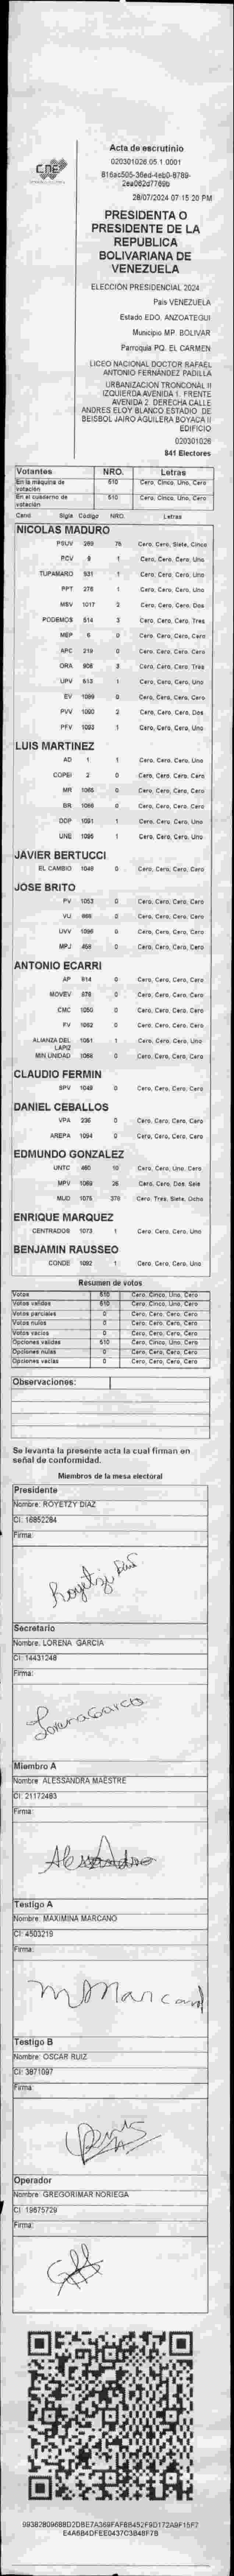 CNE
Acta de escrutinio
020301026.05.1.0001
28/07/2024 07:15:20 PM
PRESIDENTA O
PRESIDENTE DE LA
REPUBLICA
BOLIVARIANA DE
VENEZUELA
ELECCIÓN PRESIDENCIAL 2024
País VENEZUELA
Estado EDO. ANZOATEGUI
Municipio MP. BOLIVAR
Parroquia PQ. EL CARMEN
LICEO NACIONAL DOCTOR RAFAEL
ANTONIO FERNÁNDEZ PADILLA
URBANIZACIÓN TRONCONAL II
IZQUIERDA AVENIDA 1. FRENTE
AVENIDA 2. DERECHA CALLE
ANDRES ELOY BLANCO ESTADIO DE
BEISBOL JAIRO AGUILERA BOYACA II
EDIFICIO
020301026
841 Electores
Votantes NRO. Letras
En la máquina de votación 510 Cero, Cinco, Uno, Cero
En el cuaderno de votación 510 Cero, Cinco, Uno, Cero
Cand Sigla Código NRO. Letras
NICOLAS MADURO
PSUV 269 75 Cero, Cero, Siete, Cinco
PCV 9 1 Cero, Cero, Cero, Uno
TUPAMARO 931 1 Cero, Cero, Cero, Uno
PPT 276 1 Cero, Cero, Cero, Uno
MSV 1017 2 Cero, Cero, Cero, Dos
PODEMOS 514 3 Cero, Cero, Cero, Tres
MEP 6 0 Cero, Cero, Cero, Cero
APC 219 0 Cero, Cero, Cero, Cero
ORA 906 3 Cero, Cero, Cero, Tres
UPV 613 1 Cero, Cero, Cero, Uno
EV 1099 0 Cero, Cero, Cero, Cero
PVV 1090 2 Cero, Cero, Cero, Dos
PFV 1093 1 Cero, Cero, Cero, Uno
LUIS MARTINEZ
AD 1 1 Cero, Cero, Cero, Uno
COPEI 2 0 Cero, Cero, Cero, Cero
MR 1065 0 Cero, Cero, Cero, Cero
BR 1066 0 Cero, Cero, Cero, Cero
DDP 1091 1 Cero, Cero, Cero, Uno
UNE 1095 1 Cero, Cero, Cero, Uno
JAVIER BERTUCCI
EL CAMBIO 1048 0 Cero, Cero, Cero, Cero
JOSE BRITO
PV 1053 0 Cero, Cero, Cero, Cero
VU 0 Cero, Cero, Cero, Cero
UVV 1096 0 Cero, Cero, Cero, Cero
MPJ 458 0 Cero, Cero, Cero, Cero
ANTONIO ECARRI
AP 914 0 Cero, Cero, Cero, Cero
MOVEV 976 0 Cero, Cero, Cero, Cero
CMC 1050 0 Cero, Cero, Cero, Cero
FV 1062 0 Cero, Cero, Cero, Cero
ALIANZA DEL LAPIZ 1051 1 Cero, Cero, Cero, Uno
MIN UNIDAD 1068 0 Cero, Cero, Cero, Cero
CLAUDIO FERMIN
SPV 1049 0 Cero, Cero, Cero, Cero
DANIEL CEBALLOS
VPA 236 0 Cero, Cero, Cero, Cero
AREPA 1094 0 Cero, Cero, Cero, Cero
EDMUNDO GONZALEZ
UNTC 460 10 Cero, Cero, Uno, Cero
MPV 1069 26 Cero, Cero, Dos, Seis
MUD 1075 378 Cero, Tres, Siete, Ocho
ENRIQUE MARQUEZ
CENTRADOS 1073 1 Cero, Cero, Cero, Uno
BENJAMIN RAUSSEO
CONDE 1092 1 Cero, Cero, Cero, Uno
Resumen de votos
Votos 510 Cero, Cinco, Uno, Cero
Votos validos 510 Cero, Cinco, Uno, Cero
Votos parciales 0 Cero, Cero, Cero, Cero
Votos nulos 0 Cero, Cero, Cero, Cero
Votos vacios 0 Cero, Cero, Cero, Cero
Opciones validas 510 Cero, Cinco, Uno, Cero
Opciones nulas 0 Cero, Cero, Cero, Cero
Opciones vacias 0 Cero, Cero, Cero, Cero
Observaciones:
Se levanta la presente acta la cual firman en
señal de conformidad.
Miembros de la mesa electoral
Presidente
Nombre: ROYETZY DIAZ
CI: 16852284
Firma:
Royetzy Diaz
Secretario
Nombre: LORENA GARCIA
CI: 14431248
Firma:
Lorena Garcia
Miembro A
Nombre: ALESSANDRA MAESTRE
CI: 21172463
Firma:
Testigo A
Nombre: MAXIMINA MARCANO
CI: 4503219
Firma:
M Marcano
Testigo B
Nombre: OSCAR RUIZ
CI: 3871097
Firma:
Operador
Nombre: GREGORIMAR NORIEGA
CI: 19675729
Firma: